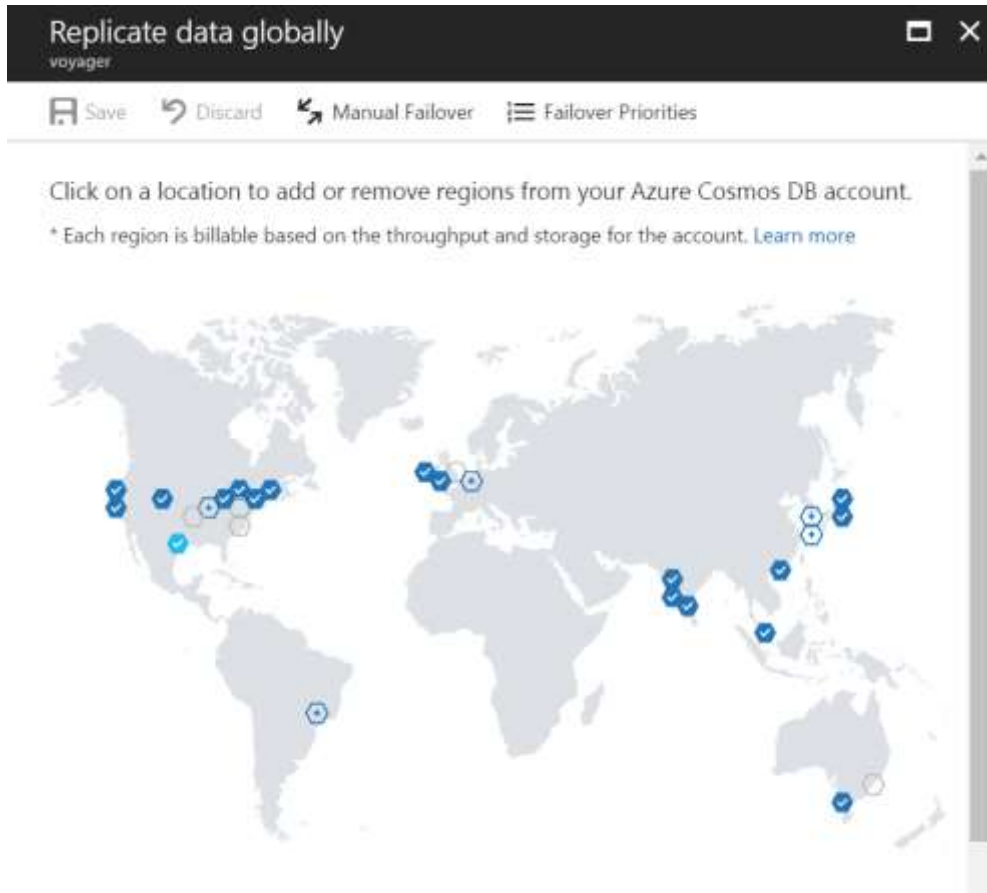 Replicate data globally
voyager
Save Discard Manual Failover Failover Priorities
Click on a location to add or remove regions from your Azure Cosmos DB account.
* Each region is billable based on the throughput and storage for the account. Learn more